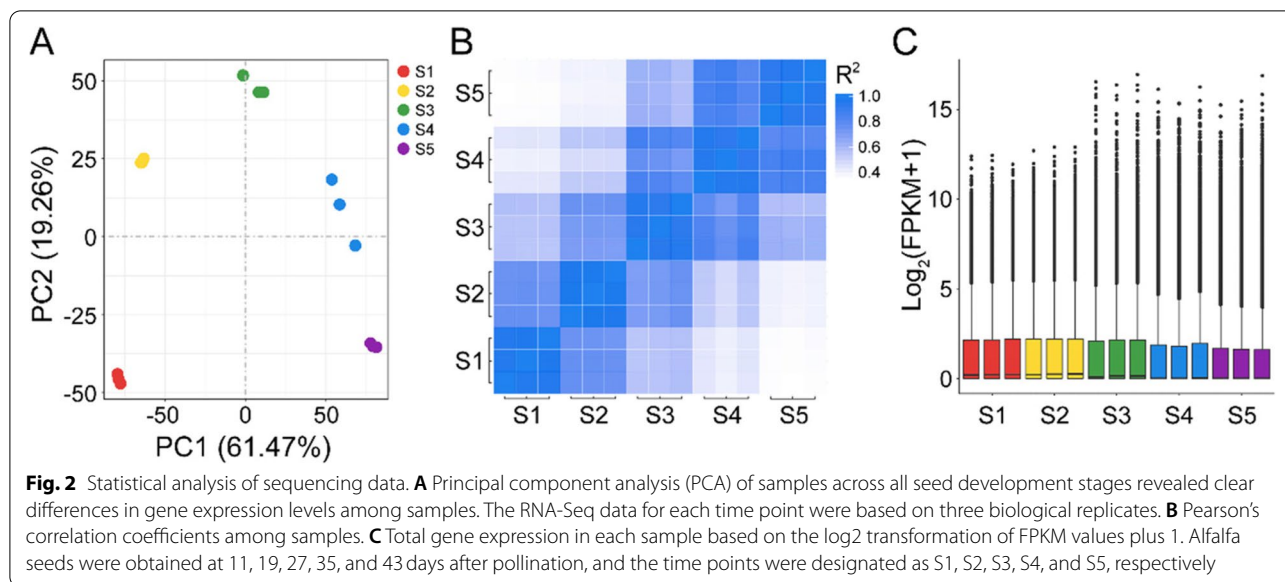 A
PC2 (19.26%)
50
25
0
-25
-50
-50 0 50
PC1 (61.47%)
S1
S2
S3
S4
S5
B
S5
S4
S3
S2
S1
S1 S2 S3 S4 S5
R²
1.0
0.8
0.6
0.4
C
Log₂(FPKM+1)
15
10
5
0
S1 S2 S3 S4 S5
Fig. 2 Statistical analysis of sequencing data. A Principal component analysis (PCA) of samples across all seed development stages revealed clear
differences in gene expression levels among samples. The RNA-Seq data for each time point were based on three biological replicates. B Pearson's
correlation coefficients among samples. C Total gene expression in each sample based on the log2 transformation of FPKM values plus 1. Alfalfa
seeds were obtained at 11, 19, 27, 35, and 43 days after pollination, and the time points were designated as S1, S2, S3, S4, and S5, respectively